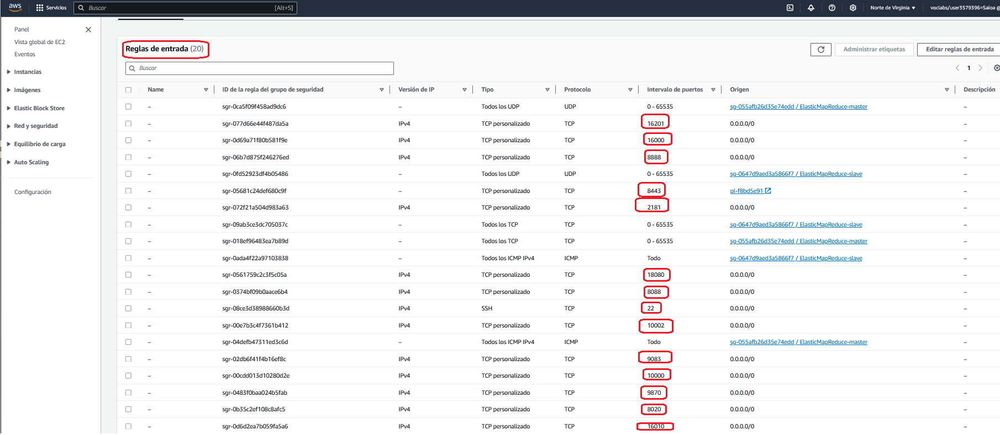 aws Servicios Buscar [Alt+S] Norte de Virginia voclabs/user3579396=Saioa @
Panel
Vista global de EC2
Eventos
Instancias
Imágenes
Elastic Block Store
Red y seguridad
Equilibrio de carga
Auto Scaling
Configuración
Reglas de entrada (20) Administrar etiquetas Editar reglas de entrada
Buscar 1
Name ID de la regla del grupo de seguridad Versión de IP Tipo Protocolo Intervalo de puertos Origen Descripción
– sgr-0ca5f09f458ad9dc6 – Todos los UDP UDP 0 - 65535 sg-055afb26d35e74edd / ElasticMapReduce-master –
– sgr-077d66e44f487da5a IPv4 TCP personalizado TCP 16201 0.0.0.0/0 –
– sgr-0d69a71f80b581f9e IPv4 TCP personalizado TCP 16000 0.0.0.0/0 –
– sgr-06b7d875f246276ed IPv4 TCP personalizado TCP 8888 0.0.0.0/0 –
– sgr-0fd52923df4b05486 – Todos los UDP UDP 0 - 65535 sg-0647d9aed3a5866f7 / ElasticMapReduce-slave –
– sgr-05681c24def680c9f – TCP personalizado TCP 8443 pl-f8bd5e91 –
– sgr-072f21a504d983a63 IPv4 TCP personalizado TCP 2181 0.0.0.0/0 –
– sgr-09ab3ce3dc705037c – Todos los TCP TCP 0 - 65535 sg-0647d9aed3a5866f7 / ElasticMapReduce-slave –
– sgr-018ef96483ea7b89d – Todos los TCP TCP 0 - 65535 sg-055afb26d35e74edd / ElasticMapReduce-master –
– sgr-0ada4f22a97103838 – Todos los ICMP IPv4 ICMP Todo sg-0647d9aed3a5866f7 / ElasticMapReduce-slave –
– sgr-0561759c2c3f5c05a IPv4 TCP personalizado TCP 18080 0.0.0.0/0 –
– sgr-0374bf09b0aace6b4 IPv4 TCP personalizado TCP 8088 0.0.0.0/0 –
– sgr-08ce3d38988660b3d IPv4 SSH TCP 22 0.0.0.0/0 –
– sgr-00e7b3c4f7361b412 IPv4 TCP personalizado TCP 10002 0.0.0.0/0 –
– sgr-04defb47311ed3c6d – Todos los ICMP IPv4 ICMP Todo sg-055afb26d35e74edd / ElasticMapReduce-master –
– sgr-02db6f41f4b16ef8c IPv4 TCP personalizado TCP 9083 0.0.0.0/0 –
– sgr-00cdd013d10280d2e IPv4 TCP personalizado TCP 10000 0.0.0.0/0 –
– sgr-0483f0baa024b5fab IPv4 TCP personalizado TCP 9870 0.0.0.0/0 –
– sgr-0b35c2ef108c8afc5 IPv4 TCP personalizado TCP 8020 0.0.0.0/0 –
– sgr-0d6d2ea7b059fa5a6 IPv4 TCP personalizado TCP 16010 0.0.0.0/0 –